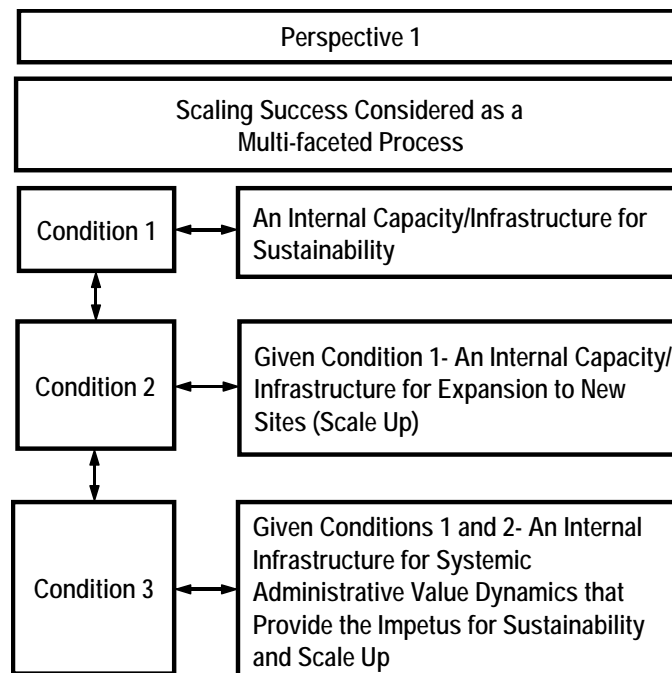 Perspective 1
Scaling Success Considered as a
Multi-faceted Process
Condition 1
An Internal Capacity/Infrastructure for
Sustainability
Condition 2
Given Condition 1- An Internal Capacity/
Infrastructure for Expansion to New
Sites (Scale Up)
Condition 3
Given Conditions 1 and 2- An Internal
Infrastructure for Systemic
Administrative Value Dynamics that
Provide the Impetus for Sustainability
and Scale Up